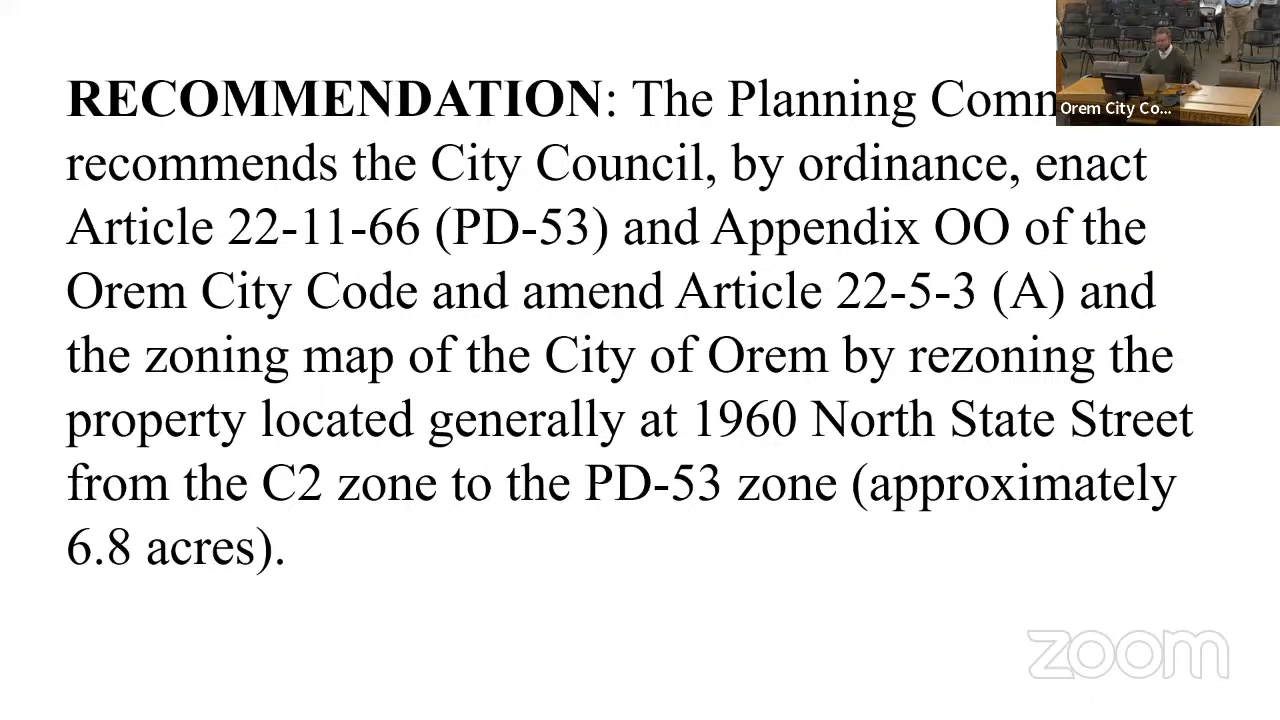 RECOMMENDATION: The Planning Comm
recommends the City Council, by ordinance, enact
Article 22-11-66 (PD-53) and Appendix OO of the
Orem City Code and amend Article 22-5-3 (A) and
the zoning map of the City of Orem by rezoning the
property located generally at 1960 North State Street
from the C2 zone to the PD-53 zone (approximately
6.8 acres).
Orem City Co...
zoom